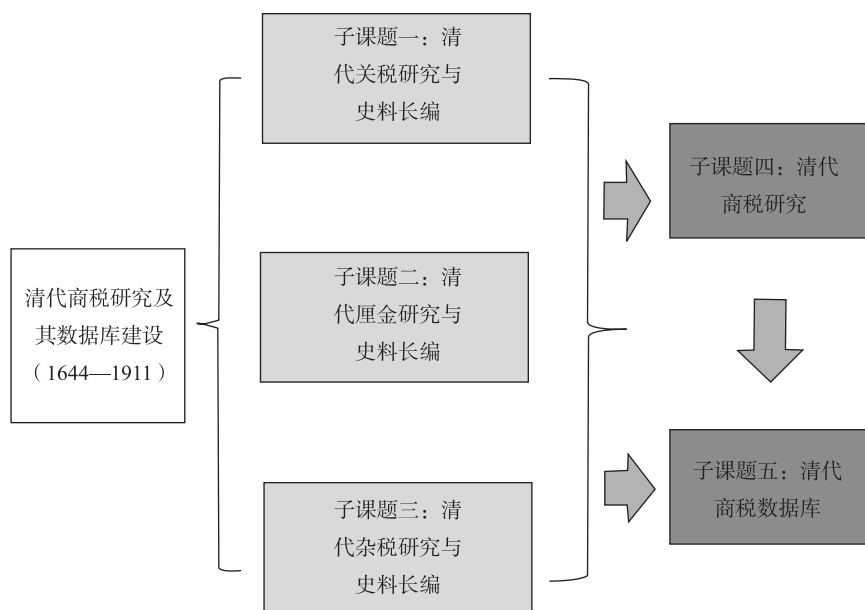 清代商税研究及
其数据库建设
（1644—1911）
子课题一：清
代关税研究与
史料长编
子课题二：清
代厘金研究与
史料长编
子课题三：清
代杂税研究与
史料长编
子课题四：清代
商税研究
子课题五：清代
商税数据库